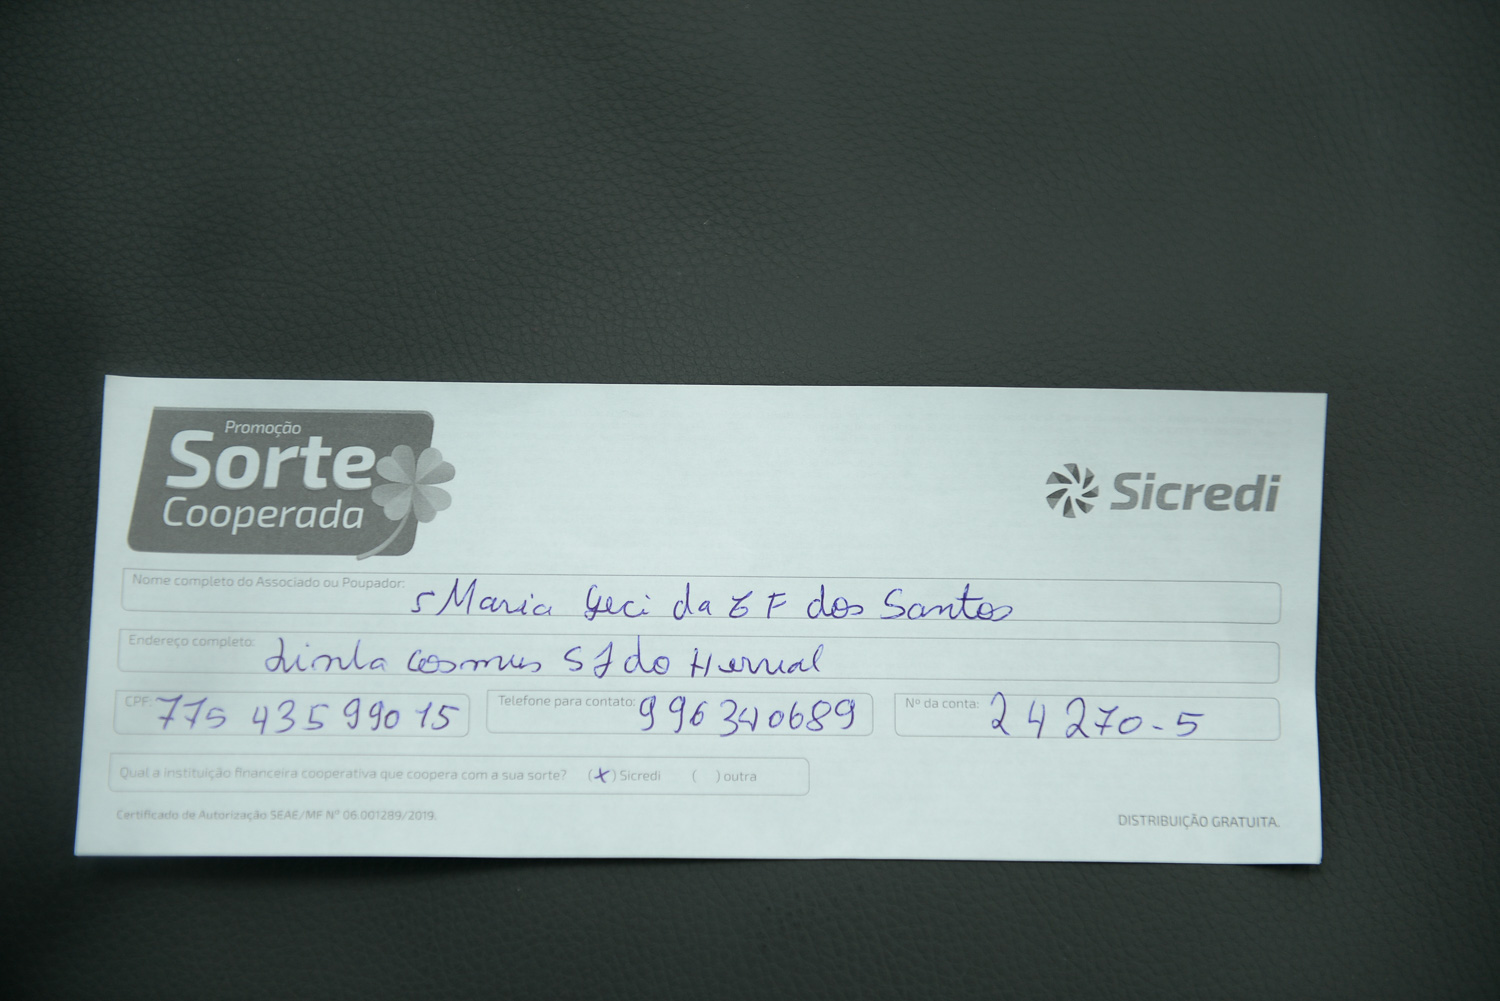 Promoção
Sorte
Cooperada
Sicredi
Nome completo do Associado ou Poupador: Maria Geci da F dos Santos
Endereço completo: Linha cosmus SJ do Herval
CPF: 775 435 990 15 Telefone para contato: 996340689 Nº da conta: 24270-5
Qual a instituição financeira cooperativa que coopera com a sua sorte? (x) Sicredi ( ) outra
Certificado de Autorização SEAE/MF Nº 06.001289/2019.
DISTRIBUIÇÃO GRATUITA.